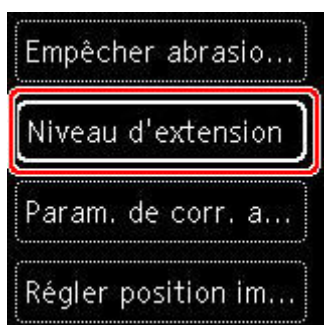 Empêcher abrasio...
Niveau d'extension
Param. de corr. a...
Régler position im...